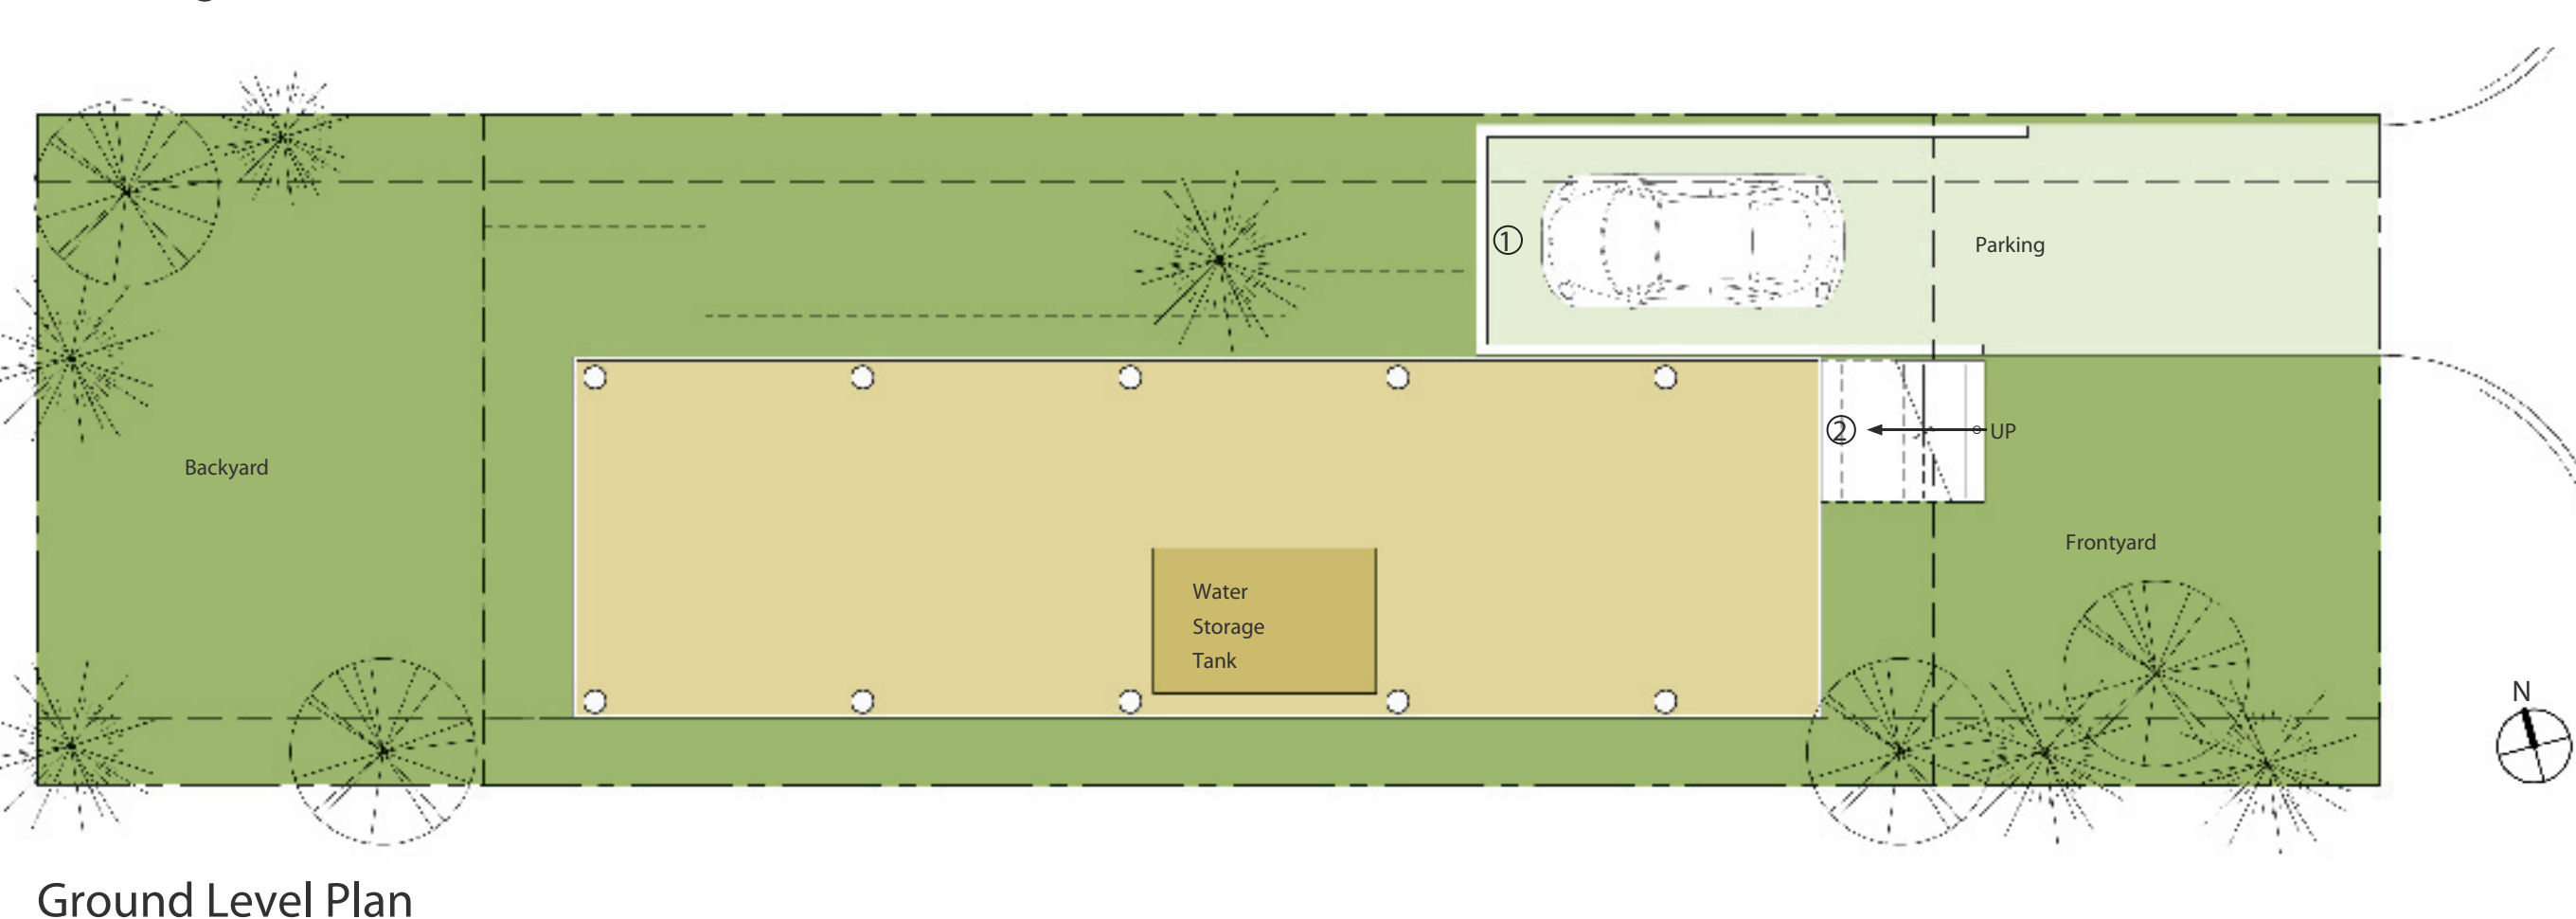 ①
Parking
②
UP
Backyard
Frontyard
Water
Storage
Tank
N
Ground Level Plan